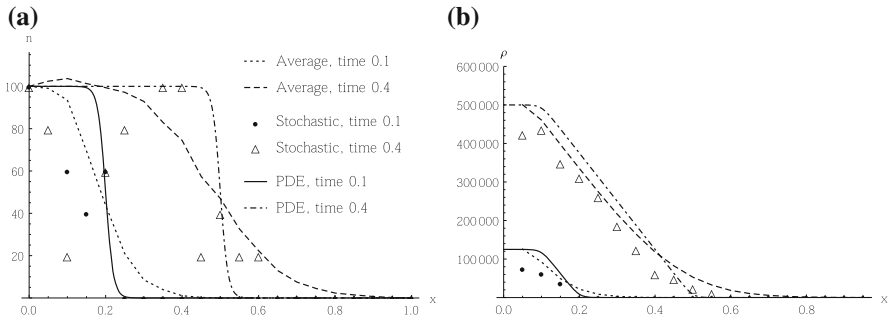 (a)
n
100
80
60
40
20
0.0
0.2
0.4
0.6
0.8
1.0
x
Average, time 0.1
Average, time 0.4
Stochastic, time 0.1
Stochastic, time 0.4
PDE, time 0.1
PDE, time 0.4
(b)
ρ
600 000
500 000
400 000
300 000
200 000
100 000
0.0
0.2
0.4
0.6
0.8
x